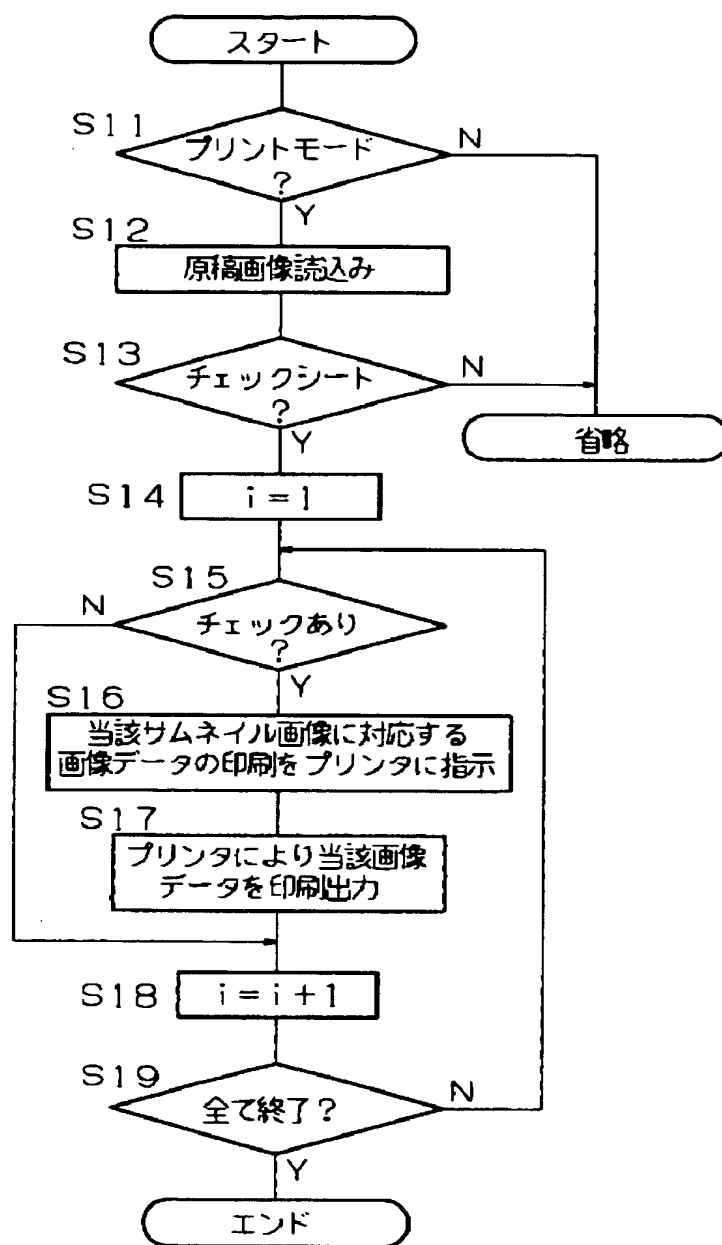 スタート
S11
プリントモード
?
N
Y
S12
原稿画像読込み
S13
チェックシート
?
N
Y
省略
S14
i=1
S15
N
チェックあり
?
Y
S16
当該サムネイル画像に対応する
画像データの印刷をプリンタに指示
S17
プリンタにより当該画像
データを印刷出力
S18
i=i+1
S19
全て終了?
N
Y
エンド